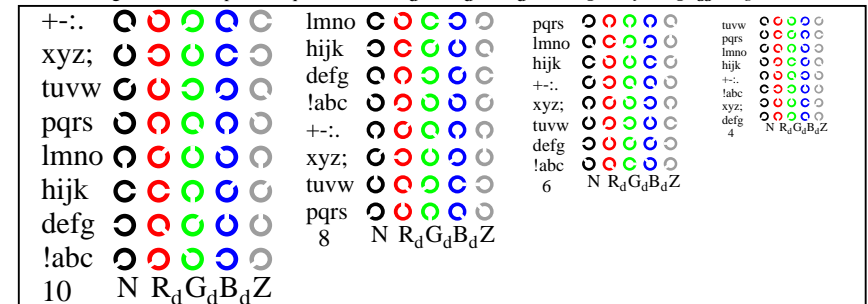 +-:.
xyz;
tuvw
pqrs
lmno
hijk
defg
!abc
10 N RdGdBdZ
lmno
hijk
defg
!abc
+-:.
xyz;
tuvw
pqrs
8 N RdGdBdZ
pqrs
lmno
hijk
+-:.
xyz;
tuvw
defg
!abc
6 N RdGdBdZ
tuvw
pqrs
lmno
hijk
+-:.
!abc
xyz;
defg
4 N RdGdBdZ